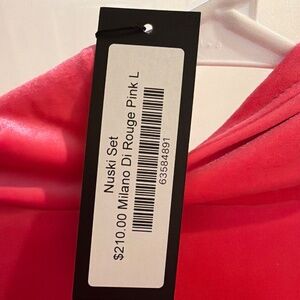 Nuski Set
$210.00 Milano Di Rouge Pink L
63584891